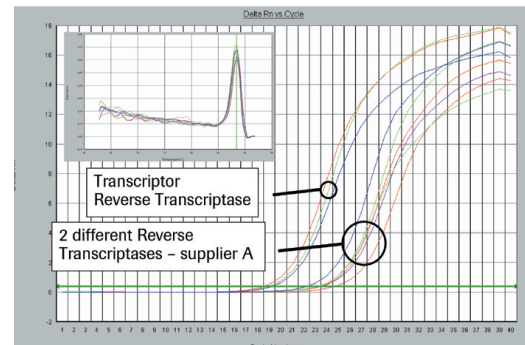 Delta Rn vs Cycle
18
16
14
12
10
8
6
4
2
0
-2
Transcriptor
Reverse Transcriptase
2 different Reverse
Transcriptases – supplier A
1 2 3 4 5 6 7 8 9 10 11 12 13 14 15 16 17 18 19 20 21 22 23 24 25 26 27 28 29 30 31 32 33 34 35 36 37 38 39 40